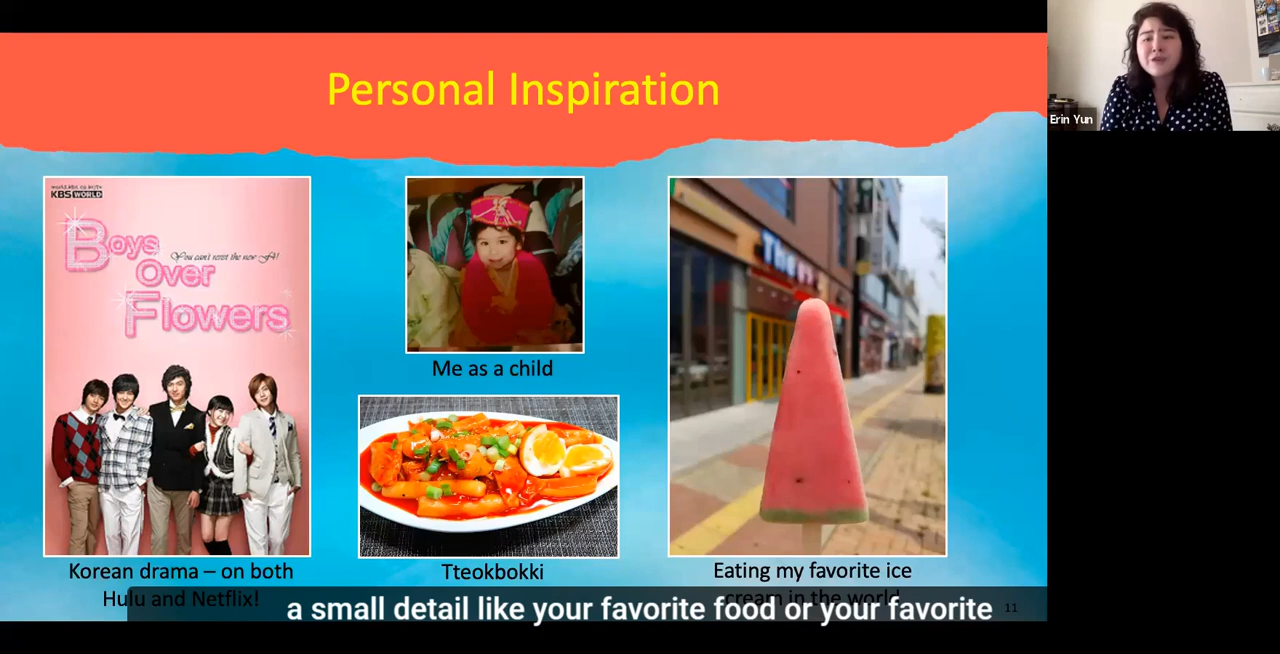 Personal Inspiration
Erin Yun
KBS WORLD
Boys
You can't resist the new F4!
Over
Flowers
Me as a child
Korean drama – on both
Hulu and Netflix!
Tteokbokki
Eating my favorite ice
cream in the world
a small detail like your favorite food or your favorite
11